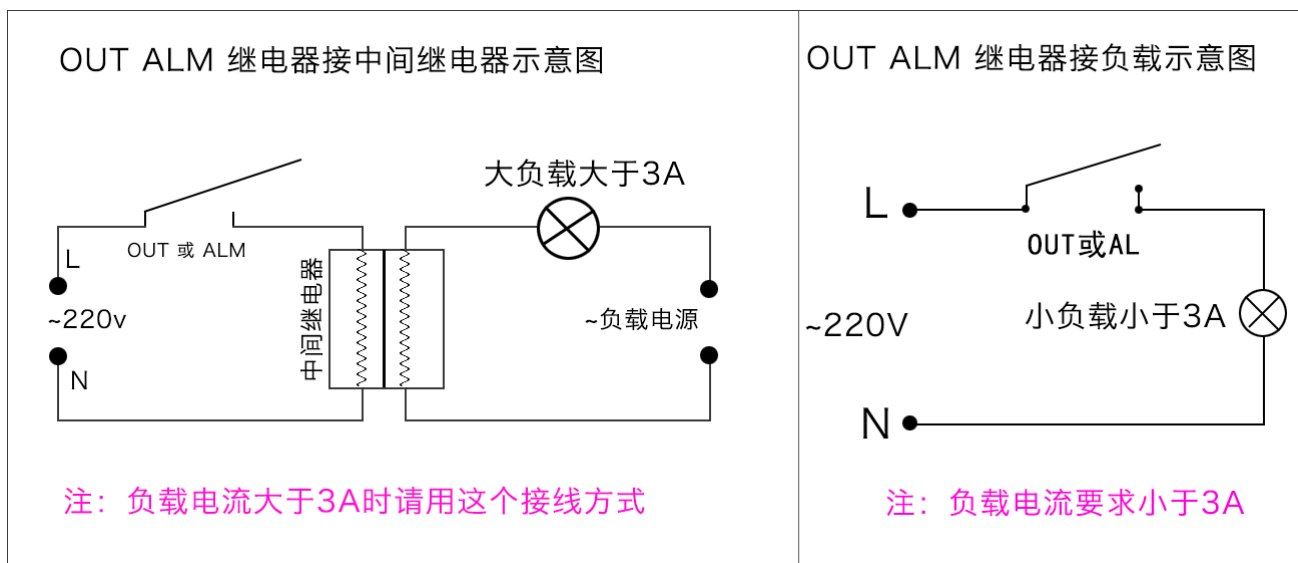 OUT ALM 继电器接中间继电器示意图
大负载大于3A
OUT 或 ALM
L
~220v
N
中间继电器
~负载电源
注：负载电流大于3A时请用这个接线方式
OUT ALM 继电器接负载示意图
L
OUT或AL
~220V
小负载小于3A
N
注：负载电流要求小于3A